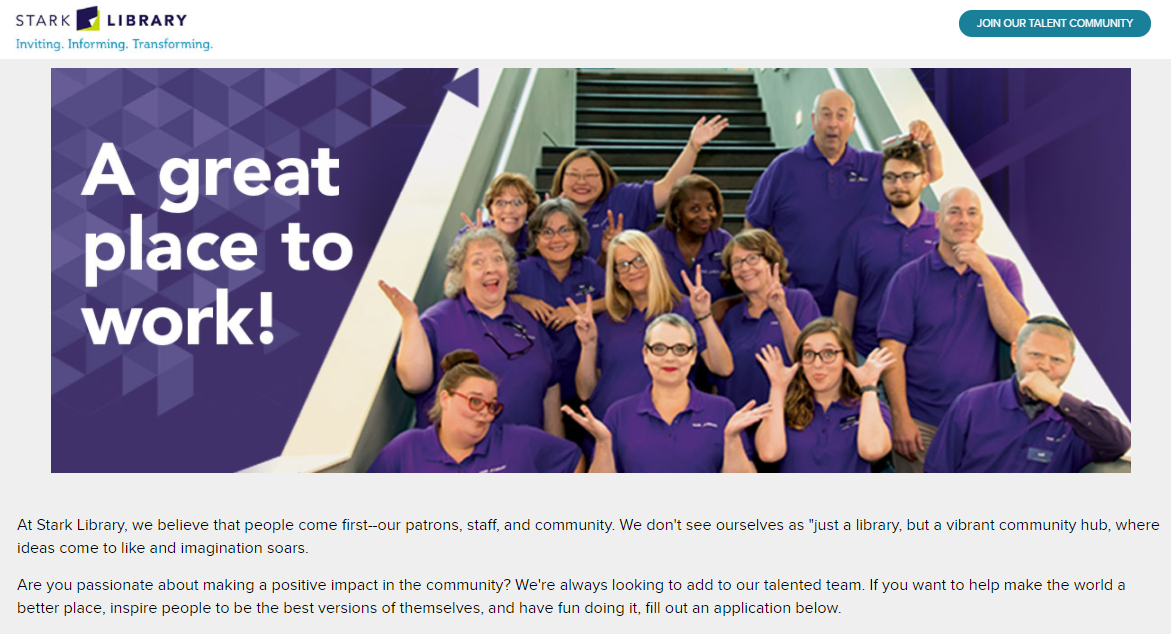 STARK LIBRARY
Inviting. Informing. Transforming.
JOIN OUR TALENT COMMUNITY
A great
place to
work!
At Stark Library, we believe that people come first--our patrons, staff, and community. We don't see ourselves as "just a library, but a vibrant community hub, where
ideas come to like and imagination soars.
Are you passionate about making a positive impact in the community? We're always looking to add to our talented team. If you want to help make the world a
better place, inspire people to be the best versions of themselves, and have fun doing it, fill out an application below.